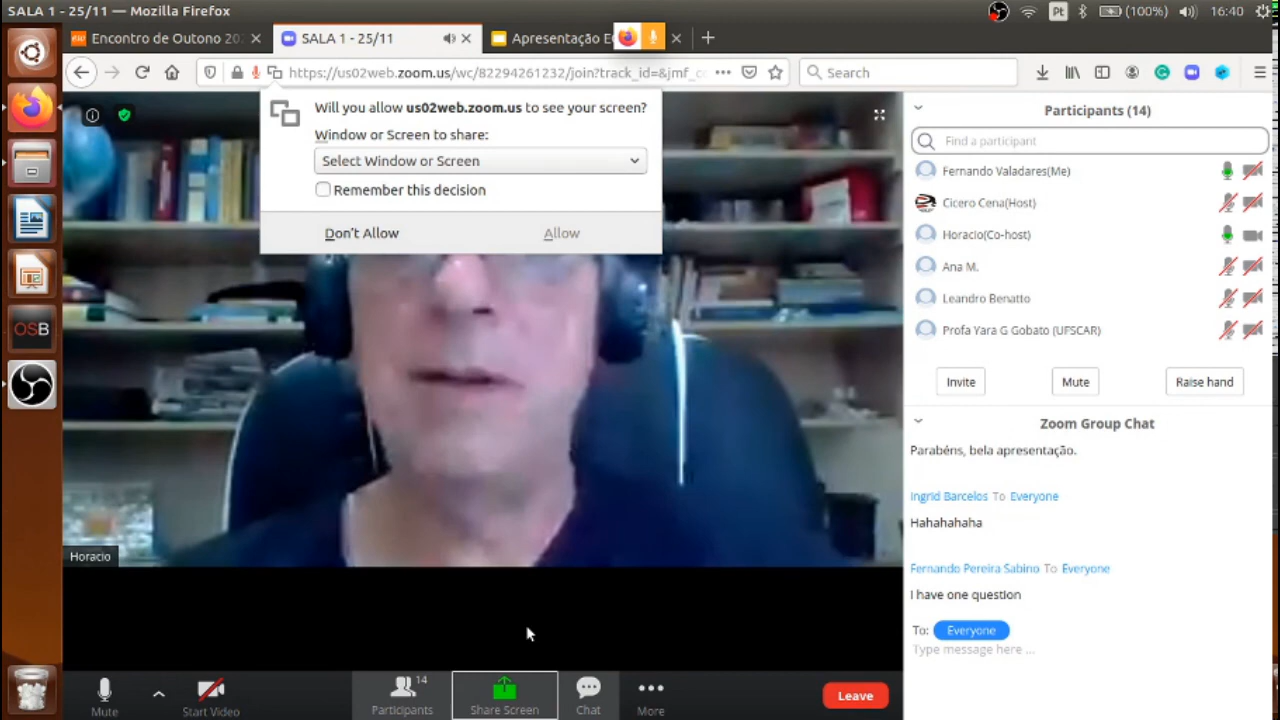 SALA 1 - 25/11 — Mozilla Firefox
Pt
(100%)
16:40
Encontro de Outono
SALA 1 - 25/11
Apresentação
https://us02web.zoom.us/wc/82294261232/join?track_id=&jmf_c
Search
Will you allow us02web.zoom.us to see your screen?
Window or Screen to share:
Select Window or Screen
Remember this decision
Don't Allow
Allow
Participants (14)
Find a participant
Fernando Valadares(Me)
Cicero Cena(Host)
Horacio(Co-host)
Ana M.
Leandro Benatto
Profa Yara G Gobato (UFSCAR)
Invite
Mute
Raise hand
Zoom Group Chat
Parabéns, bela apresentação.
Ingrid Barcelos To Everyone
Hahahahaha
Fernando Pereira Sabino To Everyone
I have one question
To: Everyone
Type message here ...
OSB
Horacio
Mute
Start Video
14
Participants
Share Screen
Chat
More
Leave